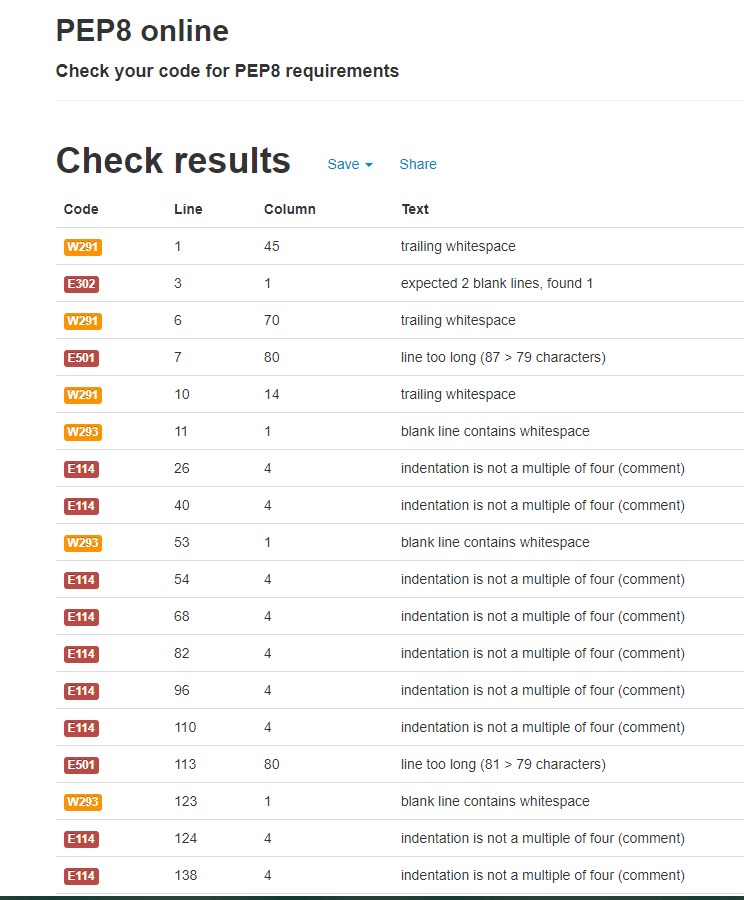 PEP8 online
Check your code for PEP8 requirements
Check results Save Share
Code Line Column Text
W291 1 45 trailing whitespace
E302 3 1 expected 2 blank lines, found 1
W291 6 70 trailing whitespace
E501 7 80 line too long (87 > 79 characters)
W291 10 14 trailing whitespace
W293 11 1 blank line contains whitespace
E114 26 4 indentation is not a multiple of four (comment)
E114 40 4 indentation is not a multiple of four (comment)
W293 53 1 blank line contains whitespace
E114 54 4 indentation is not a multiple of four (comment)
E114 68 4 indentation is not a multiple of four (comment)
E114 82 4 indentation is not a multiple of four (comment)
E114 96 4 indentation is not a multiple of four (comment)
E114 110 4 indentation is not a multiple of four (comment)
E501 113 80 line too long (81 > 79 characters)
W293 123 1 blank line contains whitespace
E114 124 4 indentation is not a multiple of four (comment)
E114 138 4 indentation is not a multiple of four (comment)